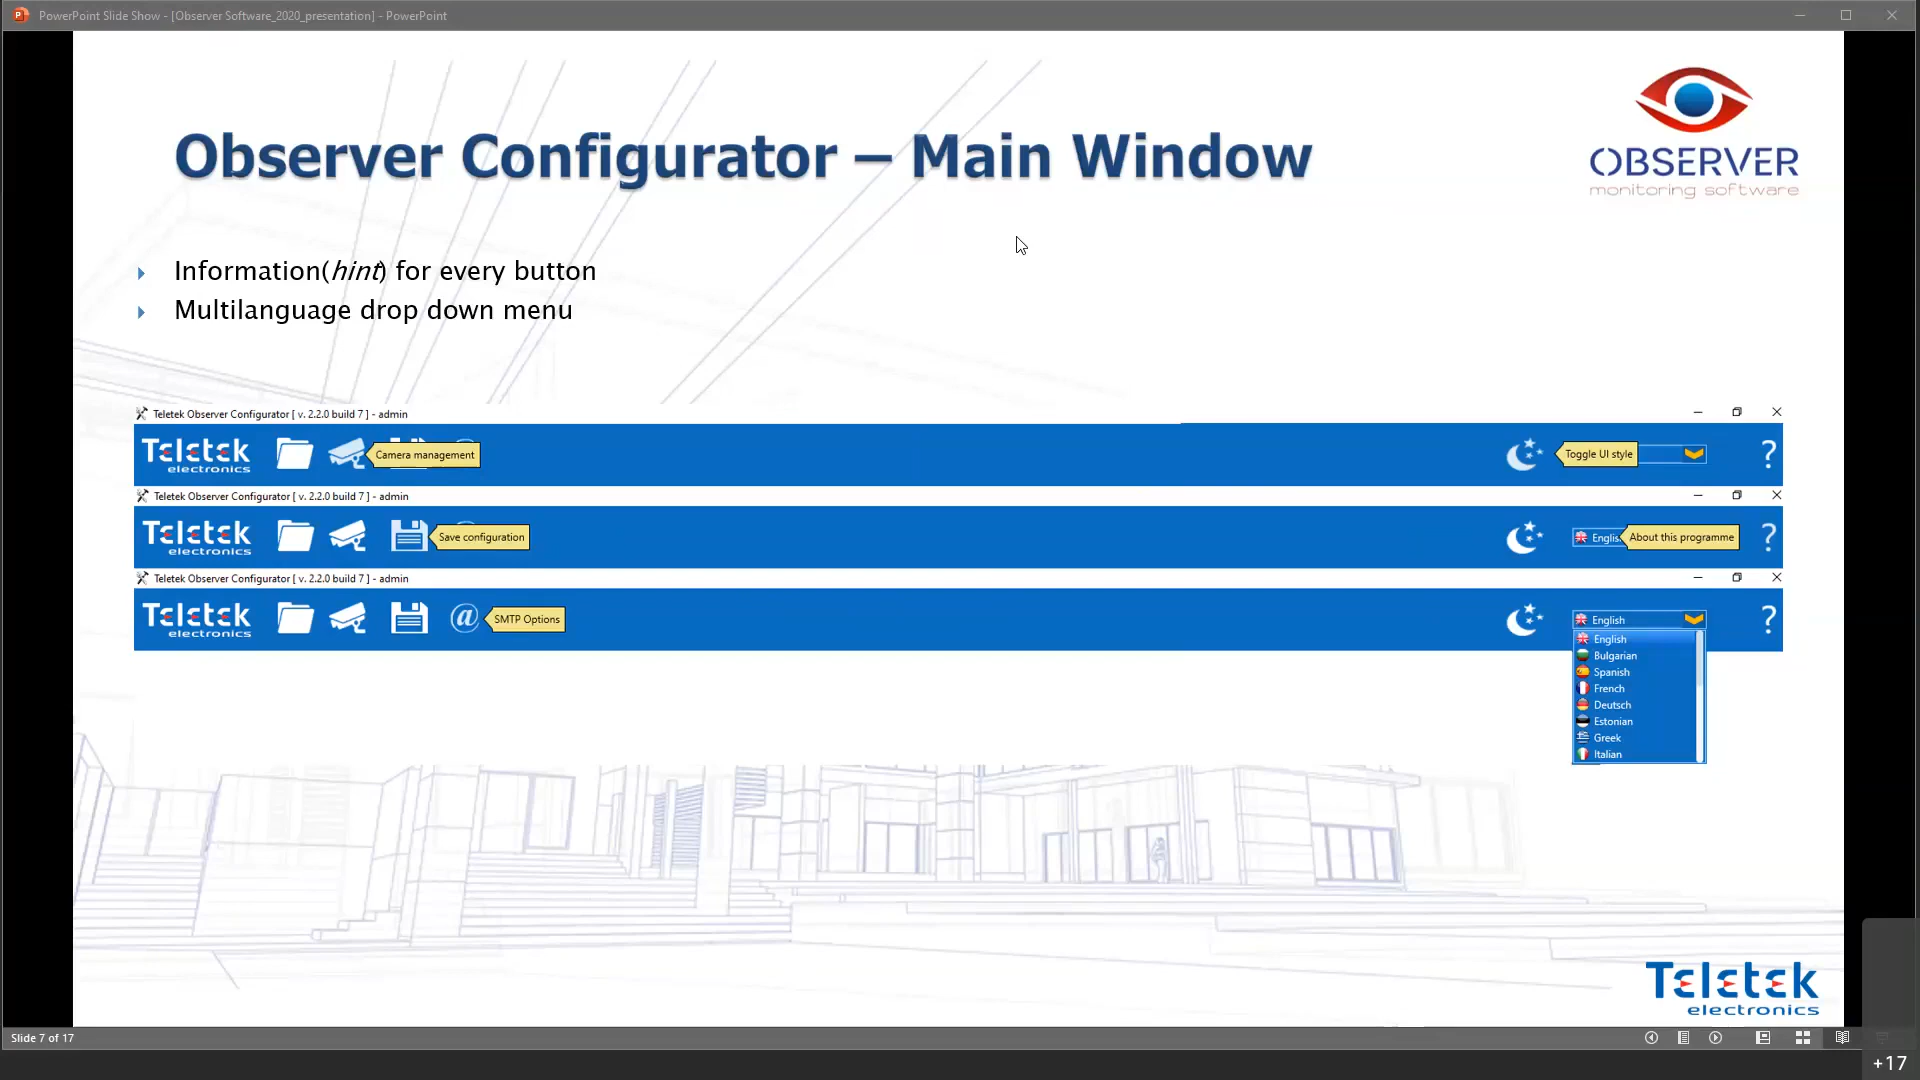 PowerPoint Slide Show - [Observer Software_2020_presentation] - PowerPoint
Observer Configurator – Main Window
OBSERVER
monitoring software
Information(hint) for every button
Multilanguage drop down menu
Teletek Observer Configurator [ v. 2.2.0 build 7 ] - admin
Teletek
electronics
Camera management
Toggle UI style
?
Teletek Observer Configurator [ v. 2.2.0 build 7 ] - admin
Teletek
electronics
Save configuration
Englis
About this programme
?
Teletek Observer Configurator [ v. 2.2.0 build 7 ] - admin
Teletek
electronics
@
SMTP Options
English
?
English
Bulgarian
Spanish
French
Deutsch
Estonian
Greek
Italian
Teletek
electronics
Slide 7 of 17
+17